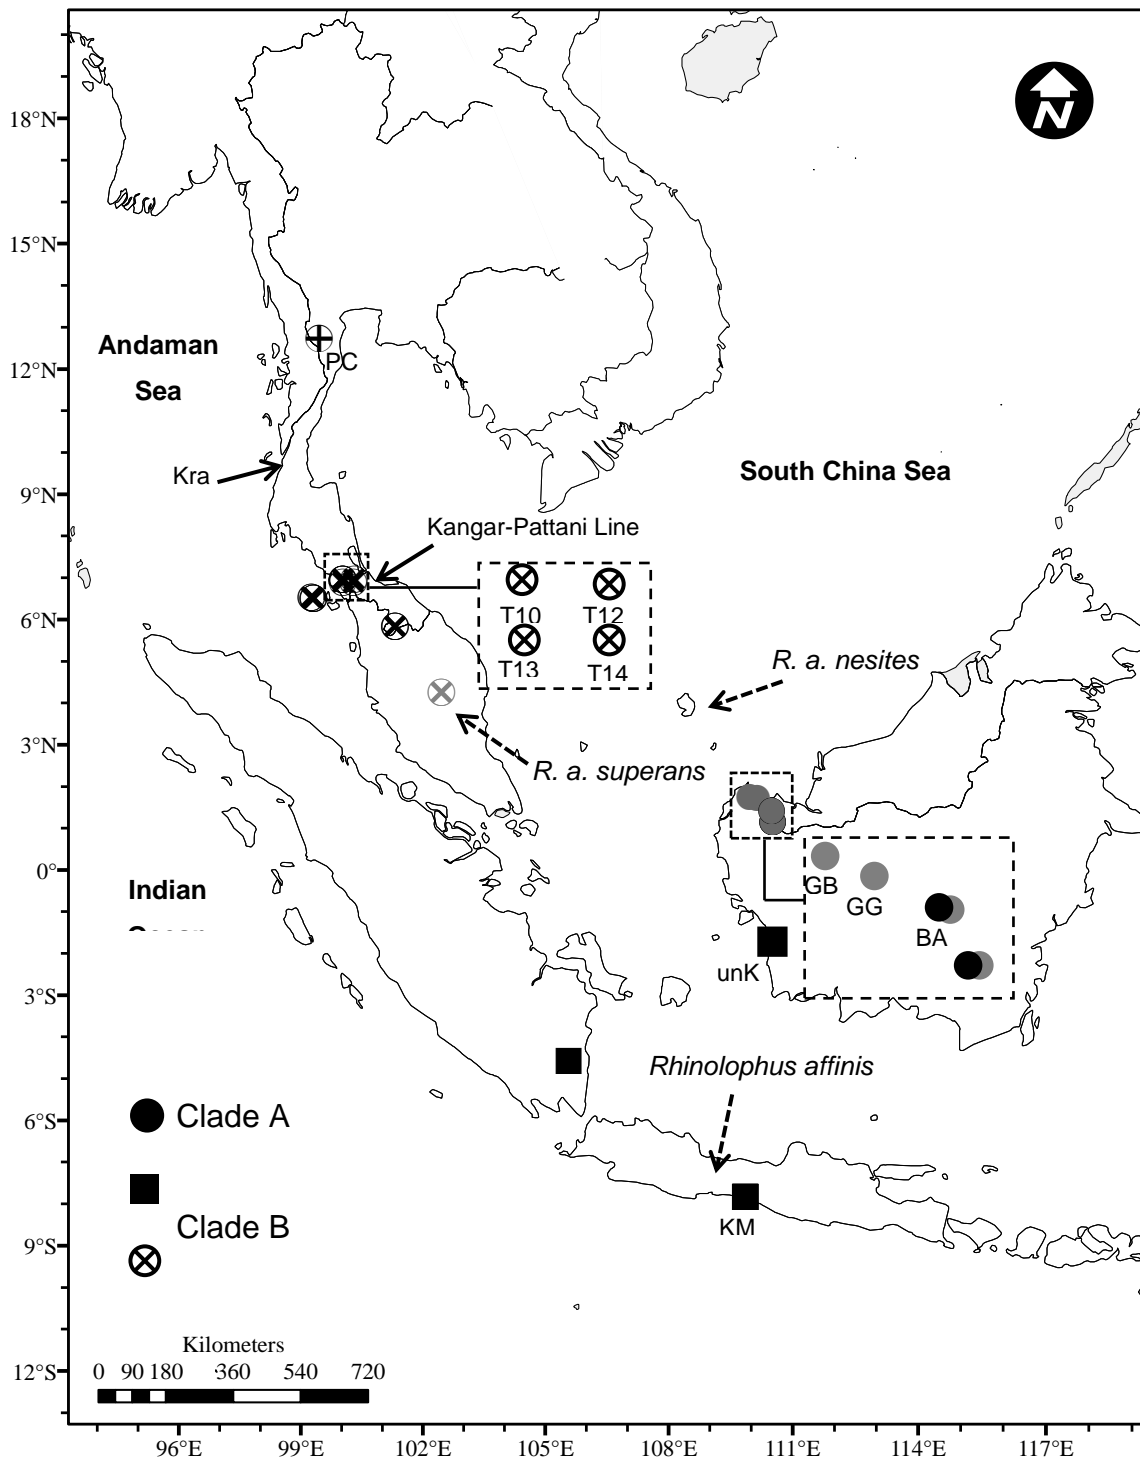 N
18°N
15°N
Andaman
Sea
PC
12°N
Kra
South China Sea
9°N
Kangar-Pattani Line
T10
T12
6°N
T13
T14
R. a. nesites
3°N
R. a. superans
0°
Indian
GB
GG
BA
unK
3°S
Rhinolophus affinis
Clade A
6°S
KM
Clade B
9°S
Kilometers
0 90 180 360 540 720
12°S
96°E 99°E 102°E 105°E 108°E 111°E 114°E 117°E